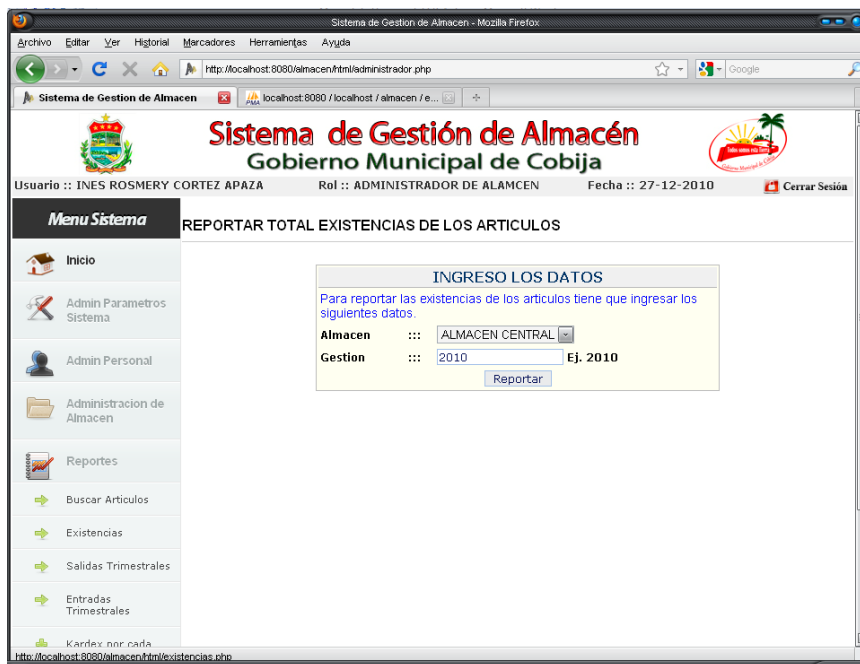 Sistema de Gestion de Almacen - Mozilla Firefox
Archivo Editar Ver Historial Marcadores Herramientas Ayuda
http://localhost:8080/almacen/html/administrador.php
Google
Sistema de Gestion de Almacen
localhost:8080 / localhost / almacen / e...
Sistema de Gestión de Almacén
Gobierno Municipal de Cobija
Usuario :: INES ROSMERY CORTEZ APAZA Rol :: ADMINISTRADOR DE ALAMCEN Fecha :: 27-12-2010 Cerrar Sesión
Menu Sistema
REPORTAR TOTAL EXISTENCIAS DE LOS ARTICULOS
Inicio
INGRESO LOS DATOS
Para reportar las existencias de los articulos tiene que ingresar los
siguientes datos.
Almacen ::: ALMACEN CENTRAL
Gestion ::: 2010 Ej. 2010
Reportar
Admin Parametros
Sistema
Admin Personal
Administracion de
Almacen
Reportes
Buscar Articulos
Existencias
Salidas Trimestrales
Entradas
Trimestrales
Kardex por cada
http://localhost:8080/almacen/html/existencias.php